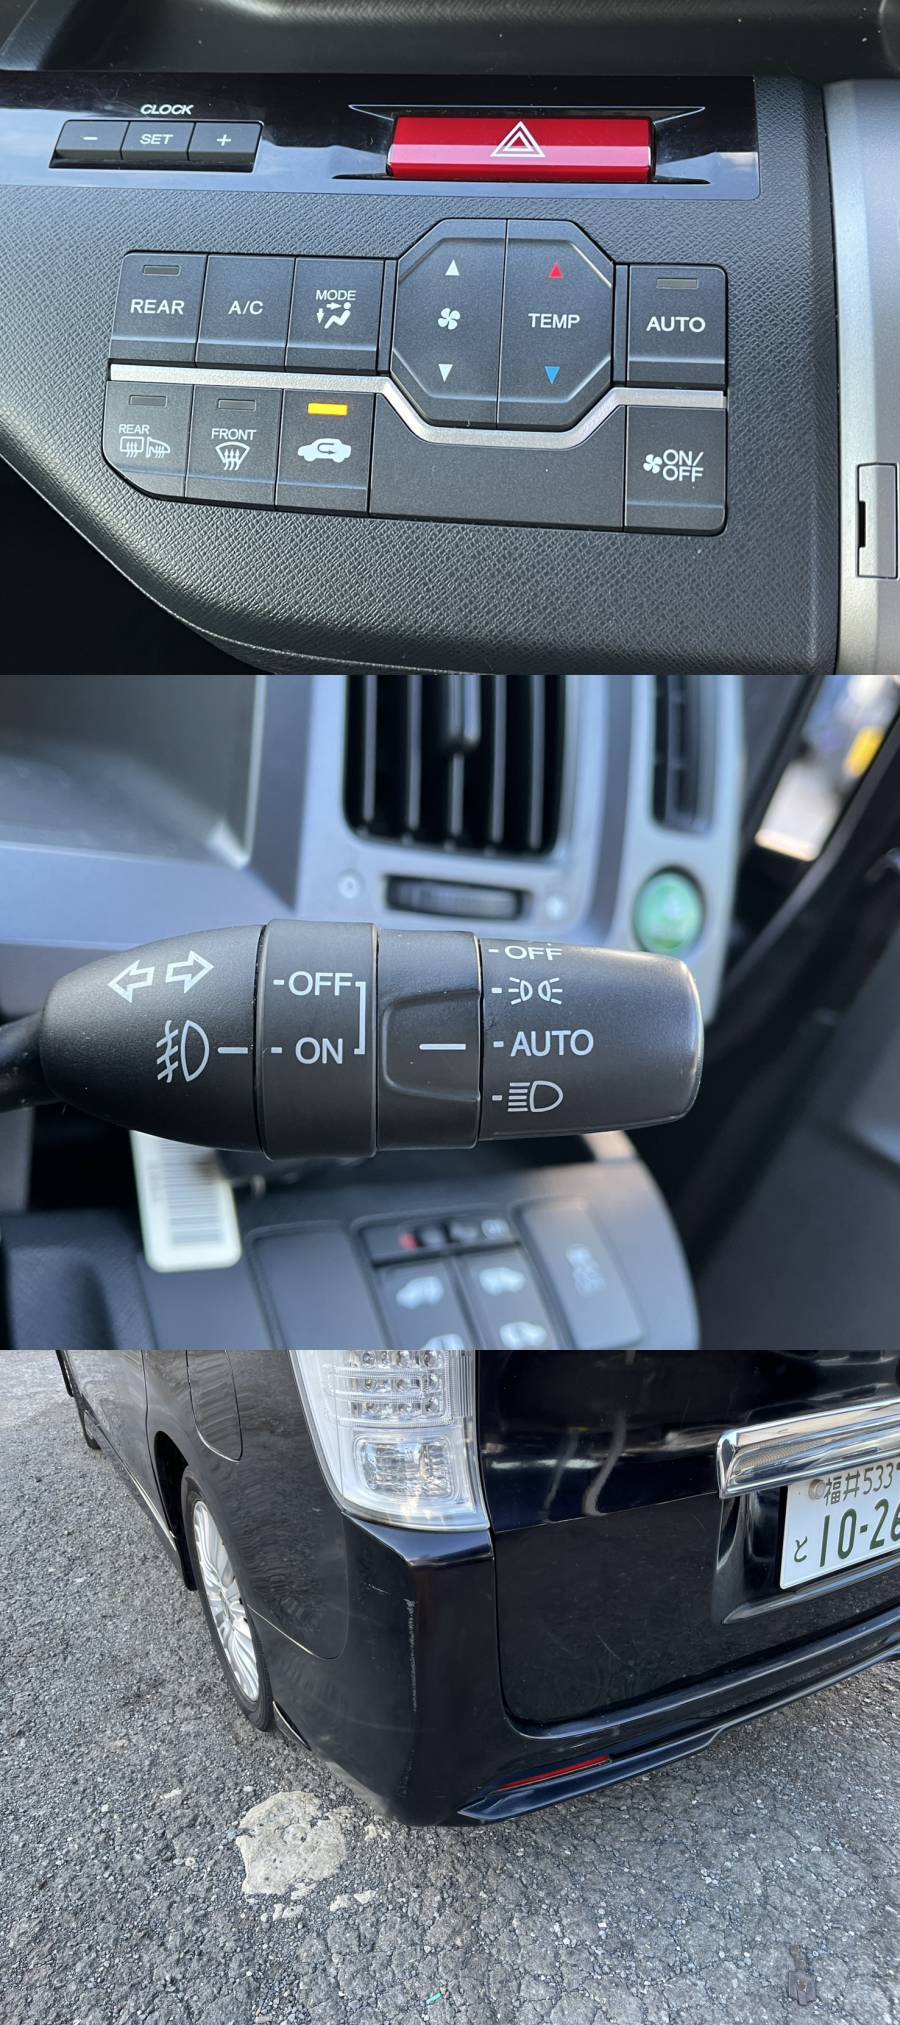 CLOCK
− SET +
REAR A/C MODE TEMP AUTO
REAR FRONT ON/
OFF
-OFF
- ON
-OFF
- AUTO
福井533
と 10-26